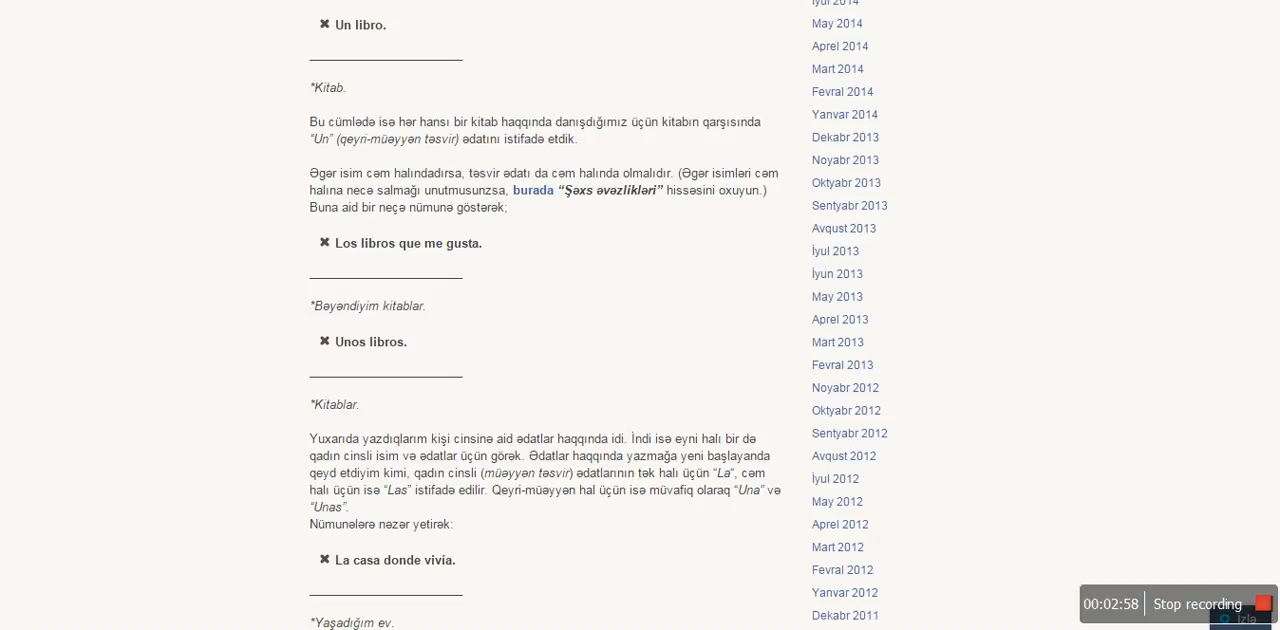 ✖ Un libro.
*Kitab.
Bu cümlədə isə hər hansı bir kitab haqqında danışdığımız üçün kitabın qarşısında
“Un” (qeyri-müəyyən təsvir) ədatını istifadə etdik.
Əgər isim cəm halındadırsa, təsvir ədatı da cəm halında olmalıdır. (Əgər isimləri cəm
halına necə salmağı unutmusunzsa, burada “Şəxs əvəzlikləri” hissəsini oxuyun.)
Buna aid bir neçə nümunə göstərək;
✖ Los libros que me gusta.
*Bəyəndiyim kitablar.
✖ Unos libros.
*Kitablar.
Yuxarıda yazdıqlarım kişi cinsinə aid ədatlar haqqında idi. İndi isə eyni halı bir də
qadın cinsli isim və ədatlar üçün görək. Ədatlar haqqında yazmağa yeni başlayanda
qeyd etdiyim kimi, qadın cinsli (müəyyən təsvir) ədatlarının tək halı üçün “La“, cəm
halı üçün isə “Las” istifadə edilir. Qeyri-müəyyən hal üçün isə müvafiq olaraq “Una” və
“Unas”.
Nümunələrə nəzər yetirək:
✖ La casa donde vivía.
*Yaşadığım ev.
İyul 2014
May 2014
Aprel 2014
Mart 2014
Fevral 2014
Yanvar 2014
Dekabr 2013
Noyabr 2013
Oktyabr 2013
Sentyabr 2013
Avqust 2013
İyul 2013
İyun 2013
May 2013
Aprel 2013
Mart 2013
Fevral 2013
Noyabr 2012
Oktyabr 2012
Sentyabr 2012
Avqust 2012
İyul 2012
May 2012
Aprel 2012
Mart 2012
Fevral 2012
Yanvar 2012
Dekabr 2011
00:02:58 Stop recording
İzlə